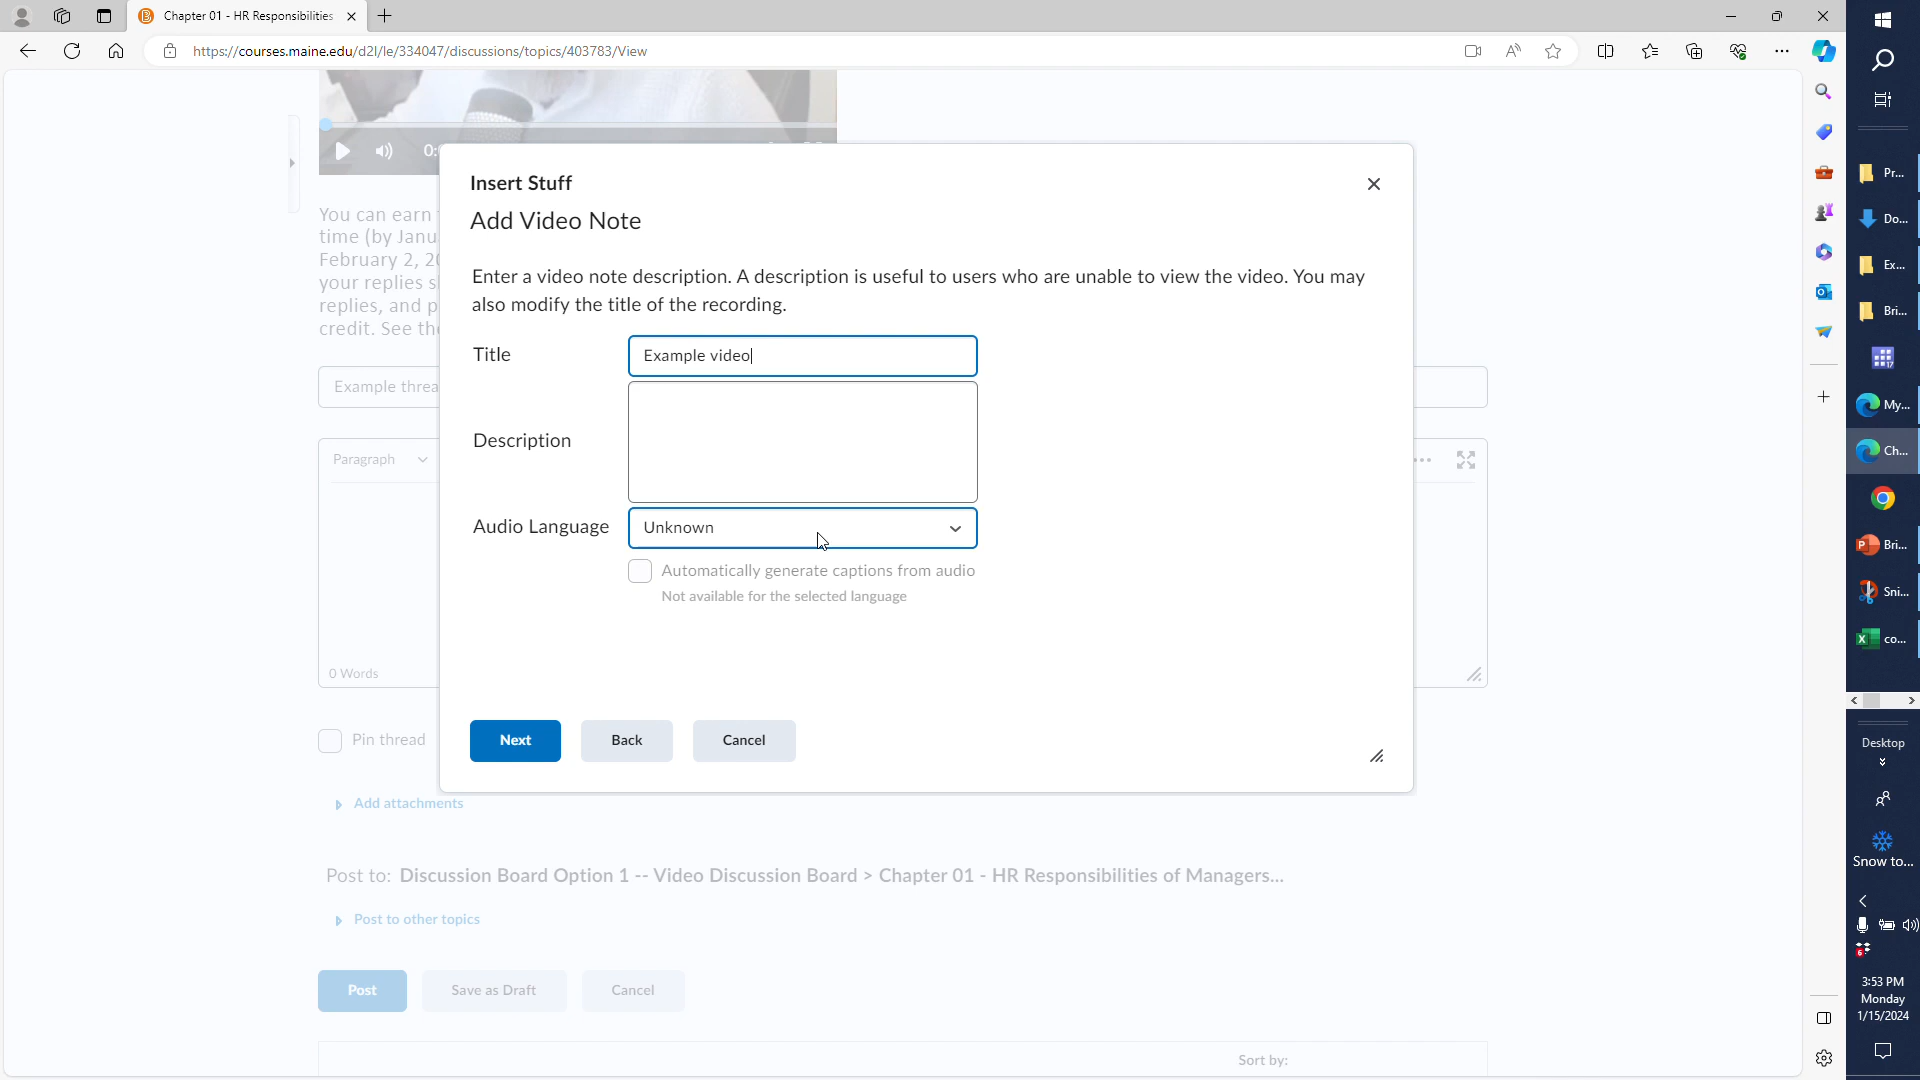 Chapter 01 - HR Responsibilities
https://courses.maine.edu/d2l/le/334047/discussions/topics/403783/View
0:
You can earn
time (by Janu
February 2, 20
your replies s
replies, and p
credit. See the
Insert Stuff
Add Video Note
Enter a video note description. A description is useful to users who are unable to view the video. You may
also modify the title of the recording.
Title
Example video
Description
Audio Language
Unknown
Automatically generate captions from audio
Not available for the selected language
Next
Back
Cancel
Example threa
Paragraph
0 Words
Pin thread
Add attachments
Post to: Discussion Board Option 1 -- Video Discussion Board > Chapter 01 - HR Responsibilities of Managers...
Post to other topics
Post
Save as Draft
Cancel
Sort by:
Pr...
Do...
Ex...
Bri...
My...
Ch...
Bri...
Sni...
co...
Desktop
Snow to...
3:53 PM
Monday
1/15/2024